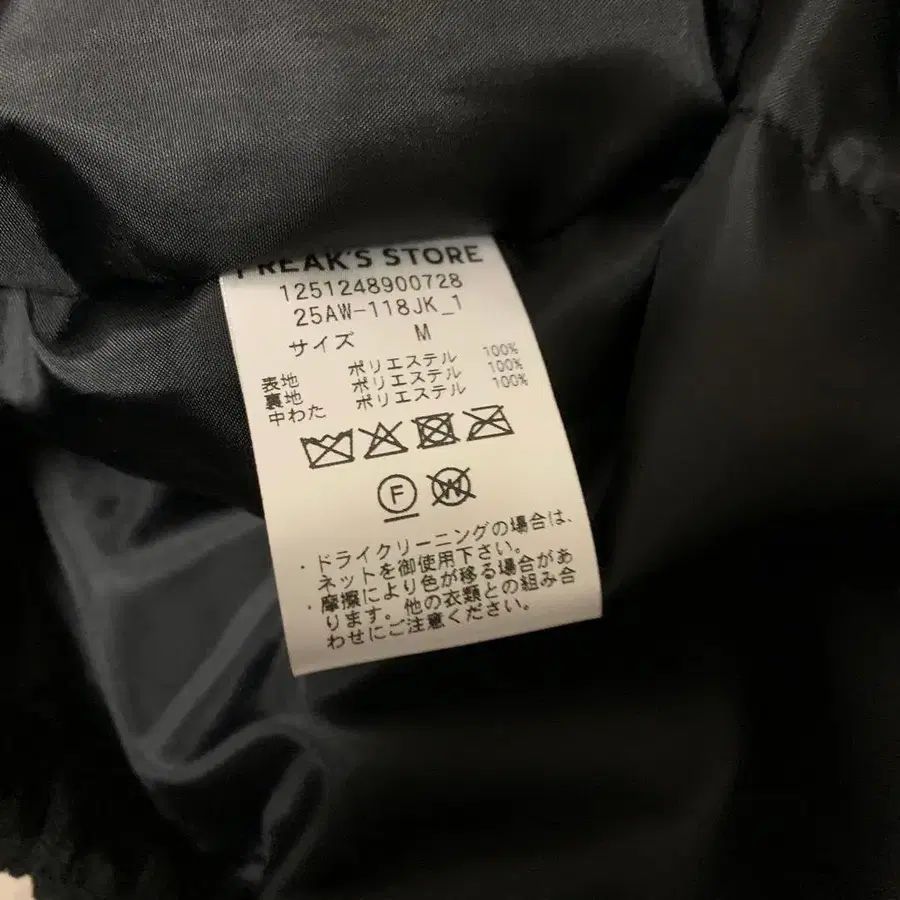 FREAK'S STORE
1251248900728
25AW-118JK_1
サイズ M
表地 ポリエステル 100%
裏地 ポリエステル 100%
中わた ポリエステル 100%
F W
・ドライクリーニングの場合は、
ネットを御使用下さい。
・摩擦により色が移る場合があ
ります。他の衣類との組み合
わせにご注意ください。